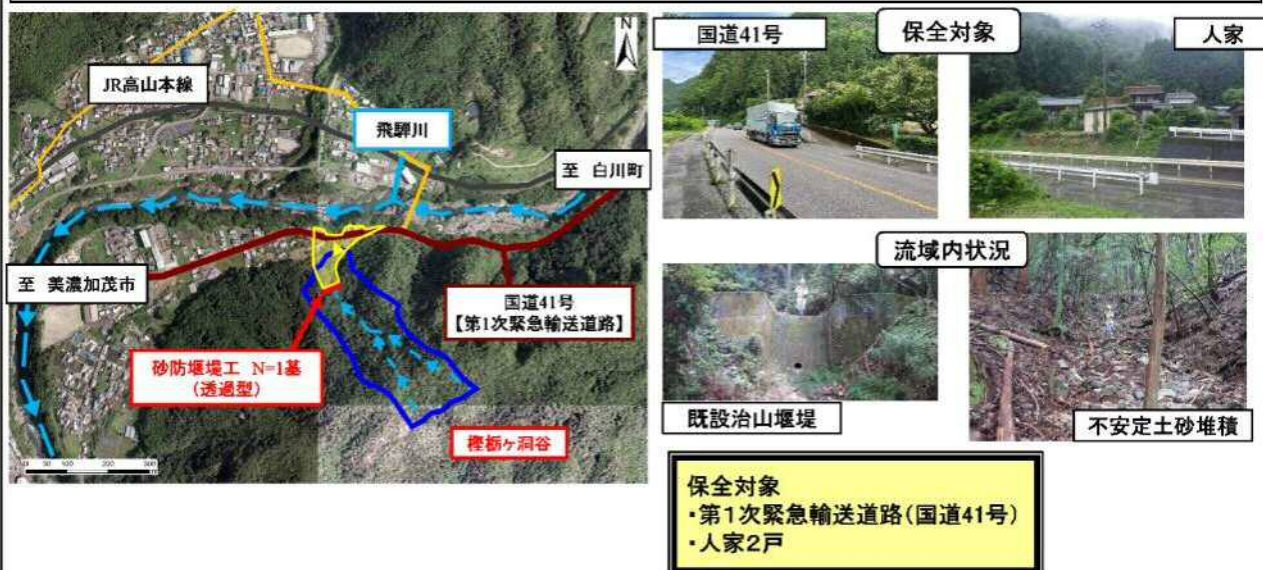 N
JR高山本線
飛騨川
至 白川町
至 美濃加茂市
国道41号
【第1次緊急輸送道路】
砂防堰堤工 N=1基
(透過型)
樫栃ヶ洞谷
国道41号
保全対象
人家
流域内状況
既設治山堰堤
不安定土砂堆積
保全対象
・第1次緊急輸送道路(国道41号)
・人家2戸